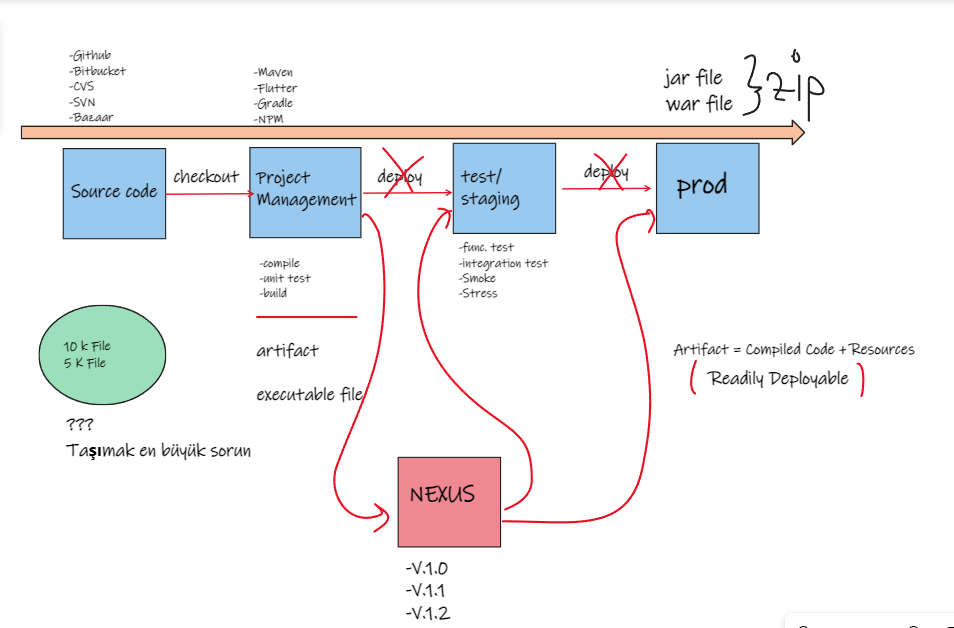 -Github
-Bitbucket
-CVS
-SVN
-Bazaar
-Maven
-Flutter
-Gradle
-NPM
jar file
war file
zip
Source code
checkout
Project
Management
deploy
test/
staging
deploy
prod
-compile
-unit test
-build
-func. test
-integration test
-Smoke
-Stress
10 k File
5 K File
artifact
executable file
Artifact = Compiled Code + Resources
( Readily Deployable )
???
Taşımak en büyük sorun
NEXUS
-V.1.0
-V.1.1
-V.1.2